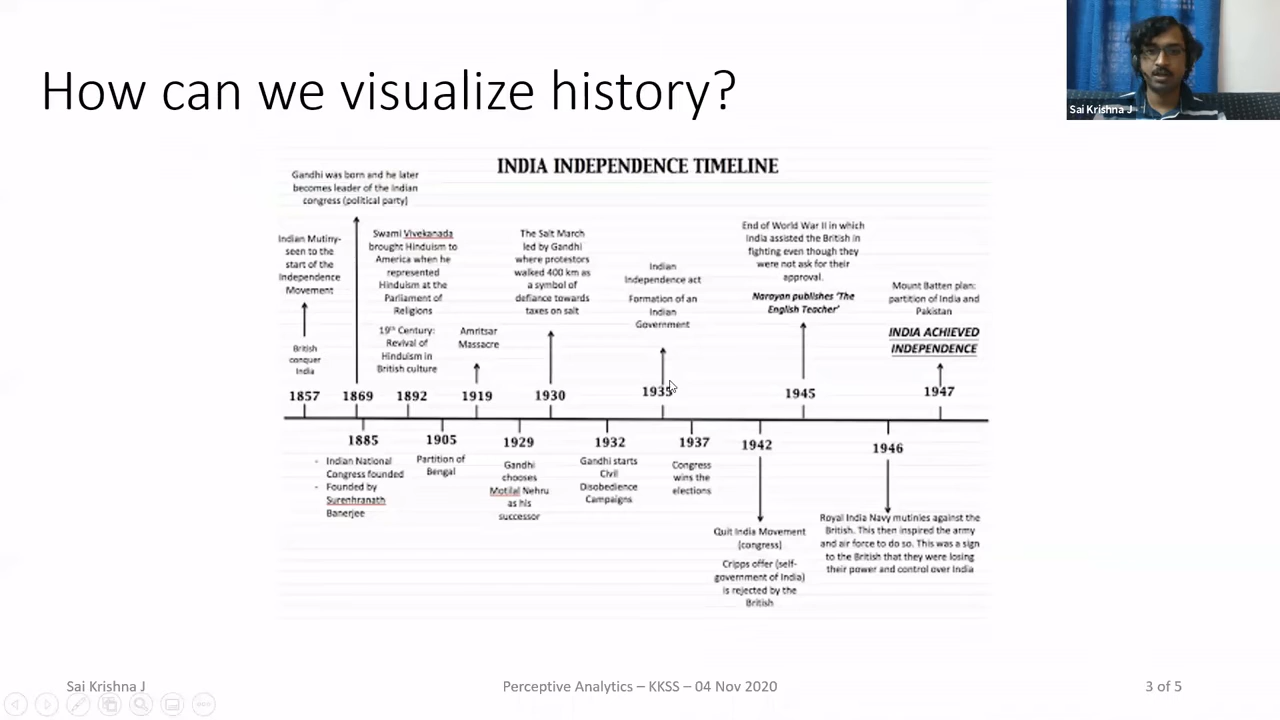 How can we visualize history?
Sai Krishna J
INDIA INDEPENDENCE TIMELINE
Gandhi was born and he later
becomes leader of the Indian
congress (political party)
Indian Mutiny-
seen to the
start of the
Independence
Movement
British
conquer
India
Swami Vivekanada
brought Hinduism to
America when he
represented
Hinduism at the
Parliament of
Religions
19th Century:
Revival of
Hinduism in
British culture
Amritsar
Massacre
The Salt March
led by Gandhi
where protestors
walked 400 km as
a symbol of
defiance towards
taxes on salt
Indian
Independence act
Formation of an
Indian
Government
End of World War II in which
India assisted the British in
fighting even though they
were not ask for their
approval.
Narayan publishes 'The
English Teacher'
Mount Batten plan:
partition of India and
Pakistan
INDIA ACHIEVED
INDEPENDENCE
1857 1869 1892 1919 1930 1935 1945 1947
1885 1905 1929 1932 1937 1942 1946
- Indian National
Congress founded
- Founded by
Surenhranath
Banerjee
Partition of
Bengal
Gandhi
chooses
Motilal Nehru
as his
successor
Gandhi starts
Civil
Disobedience
Campaigns
Congress
wins the
elections
Quit India Movement
(congress)
Cripps offer (self-
government of India)
is rejected by the
British
Royal India Navy mutinies against the
British. This then inspired the army
and air force to do so. This was a sign
to the British that they were losing
their power and control over India
Sai Krishna J
Perceptive Analytics – KKSS – 04 Nov 2020
3 of 5